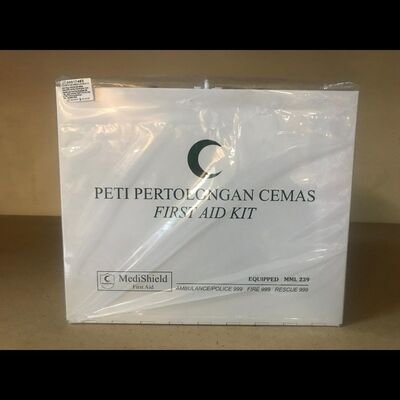 PETI PERTOLONGAN CEMAS
FIRST AID KIT
MediShield
First Aid
EQUIPPED MML 239
AMBULANCE/POLICE 999 FIRE 999 RESCUE 999